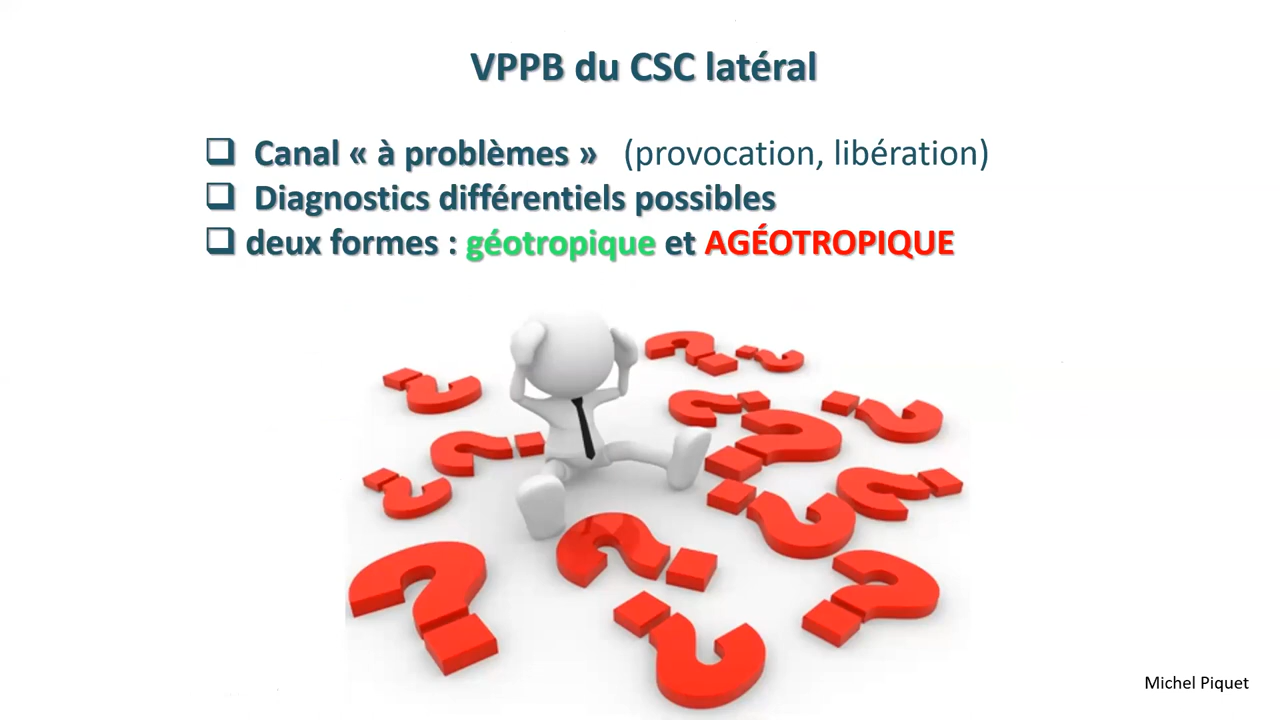 VPPB du CSC latéral
Canal « à problèmes » (provocation, libération)
Diagnostics différentiels possibles
deux formes : géotropique et AGÉOTROPIQUE
Michel Piquet